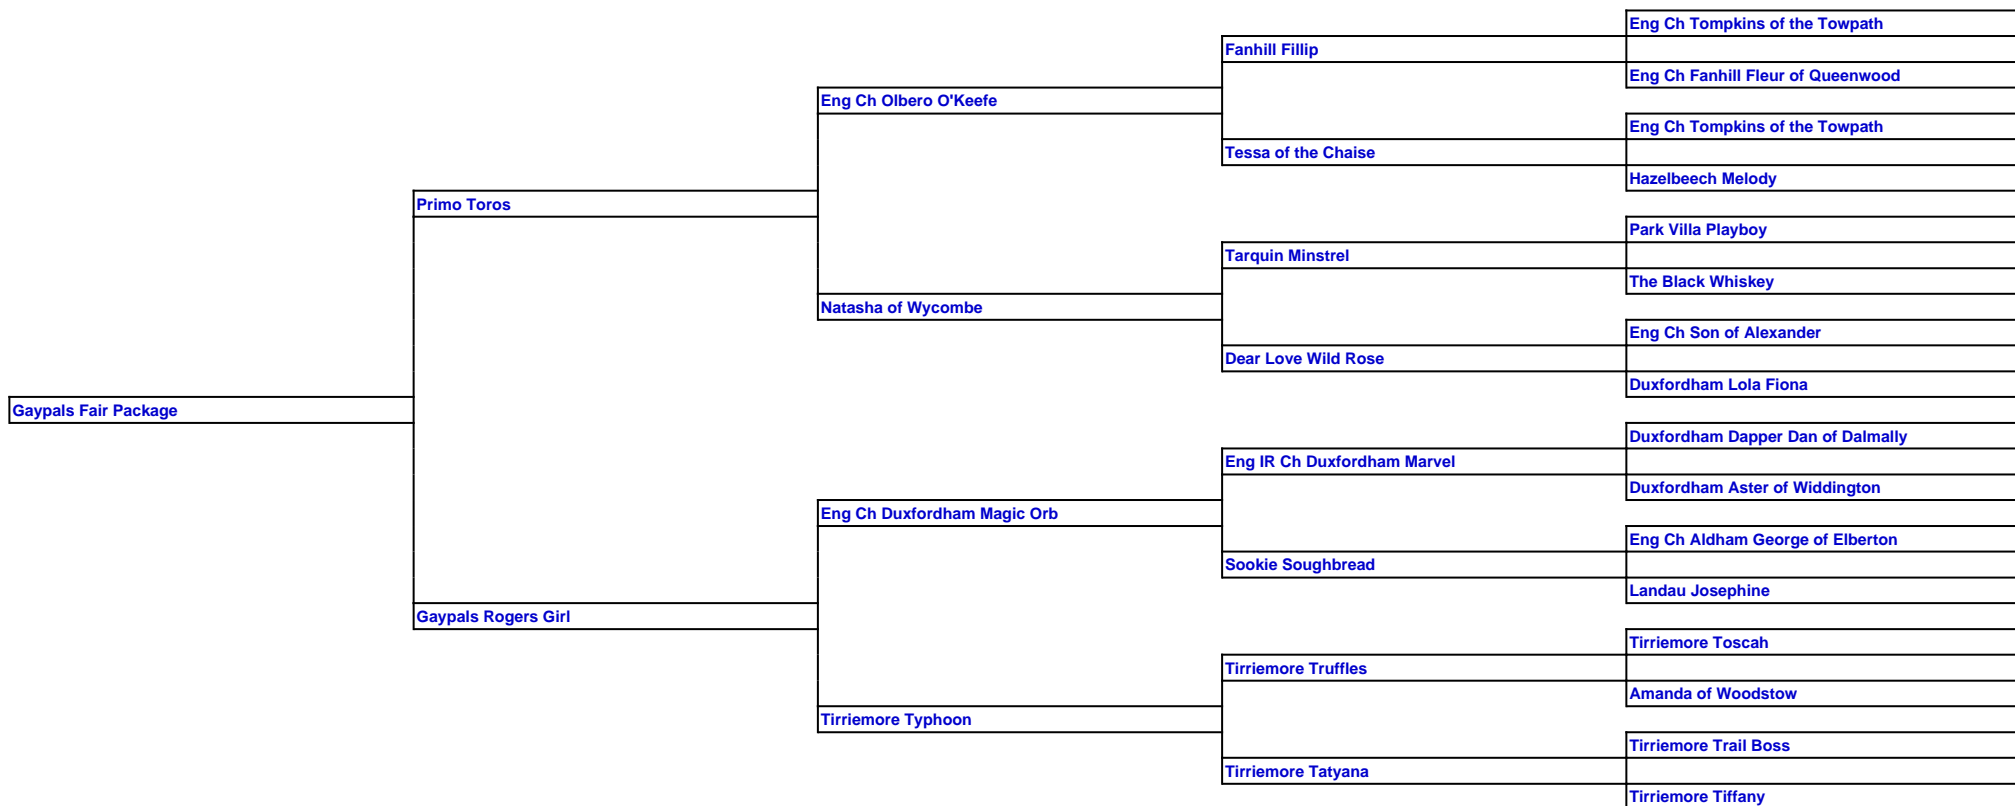 Eng Ch Tompkins of the Towpath
Fanhill Fillip
Eng Ch Fanhill Fleur of Queenwood
Eng Ch Olbero O'Keefe
Eng Ch Tompkins of the Towpath
Tessa of the Chaise
Hazelbeech Melody
Primo Toros
Park Villa Playboy
Tarquin Minstrel
The Black Whiskey
Natasha of Wycombe
Eng Ch Son of Alexander
Dear Love Wild Rose
Duxfordham Lola Fiona
Gaypals Fair Package
Duxfordham Dapper Dan of Dalmally
Eng IR Ch Duxfordham Marvel
Duxfordham Aster of Widdington
Eng Ch Duxfordham Magic Orb
Eng Ch Aldham George of Elberton
Sookie Soughbread
Landau Josephine
Gaypals Rogers Girl
Tirriemore Toscah
Tirriemore Truffles
Amanda of Woodstow
Tirriemore Typhoon
Tirriemore Trail Boss
Tirriemore Tatyana
Tirriemore Tiffany